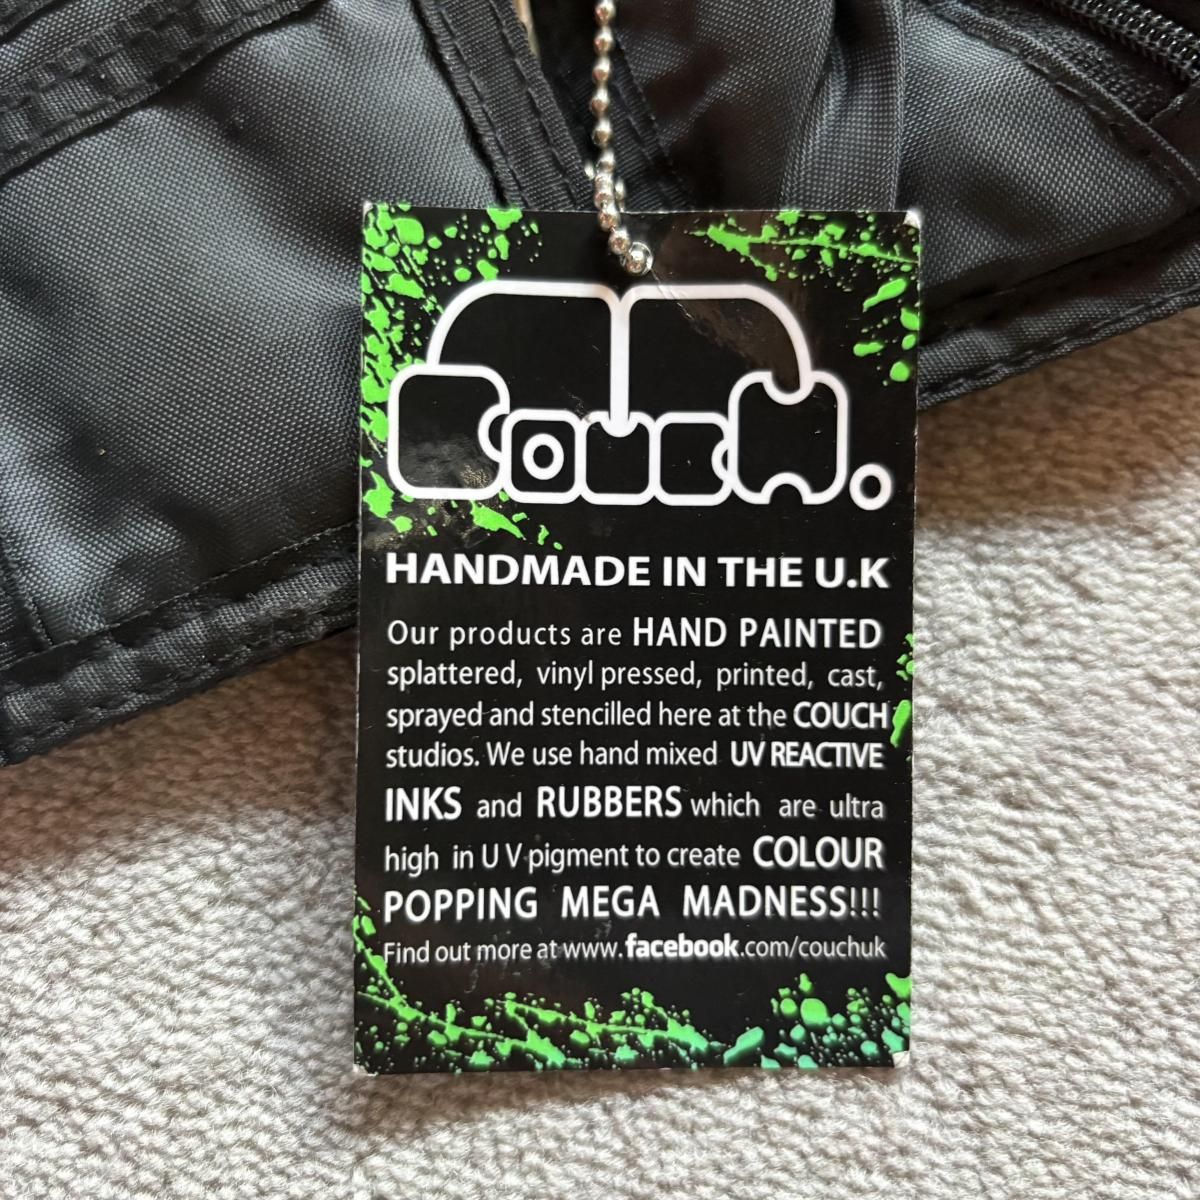 COUCH.
HANDMADE IN THE U.K
Our products are HAND PAINTED
splattered, vinyl pressed, printed, cast,
sprayed and stencilled here at the COUCH
studios. We use hand mixed UV REACTIVE
INKS and RUBBERS which are ultra
high in U V pigment to create COLOUR
POPPING MEGA MADNESS!!!
Find out more at www.facebook.com/couchuk